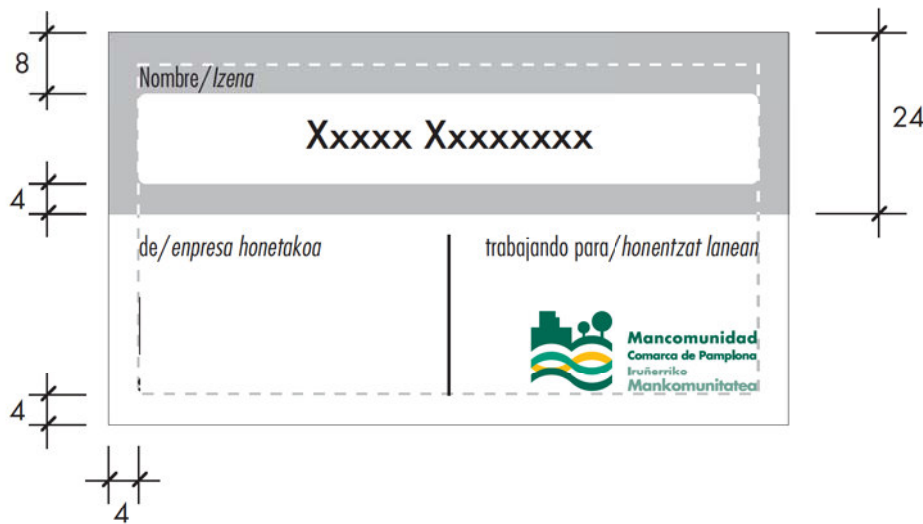 8
Nombre/Izena
Xxxxx Xxxxxxxx
24
4
de/enpresa honetakoa
trabajando para/honentzat lanean
Mancomunidad
Comarca de Pamplona
Iruñerriko
Mankomunitatea
4
4